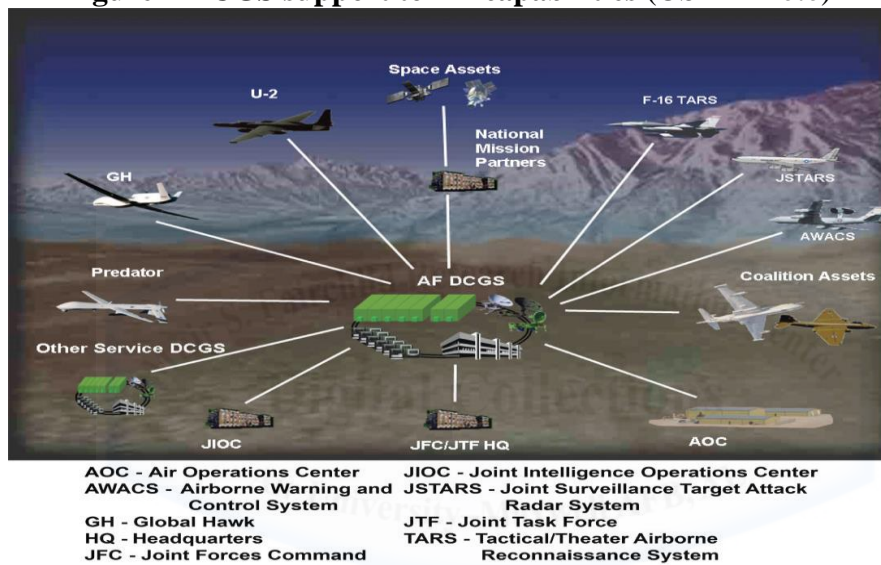 Space Assets
U-2
F-16 TARS
National
Mission
Partners
GH
JSTARS
AWACS
Predator
AF DCGS
Coalition Assets
Other Service DCGS
JIOC
JFC/JTF HQ
AOC
AOC - Air Operations Center
AWACS - Airborne Warning and
Control System
GH - Global Hawk
HQ - Headquarters
JFC - Joint Forces Command
JIOC - Joint Intelligence Operations Center
JSTARS - Joint Surveillance Target Attack
Radar System
JTF - Joint Task Force
TARS - Tactical/Theater Airborne
Reconnaissance System